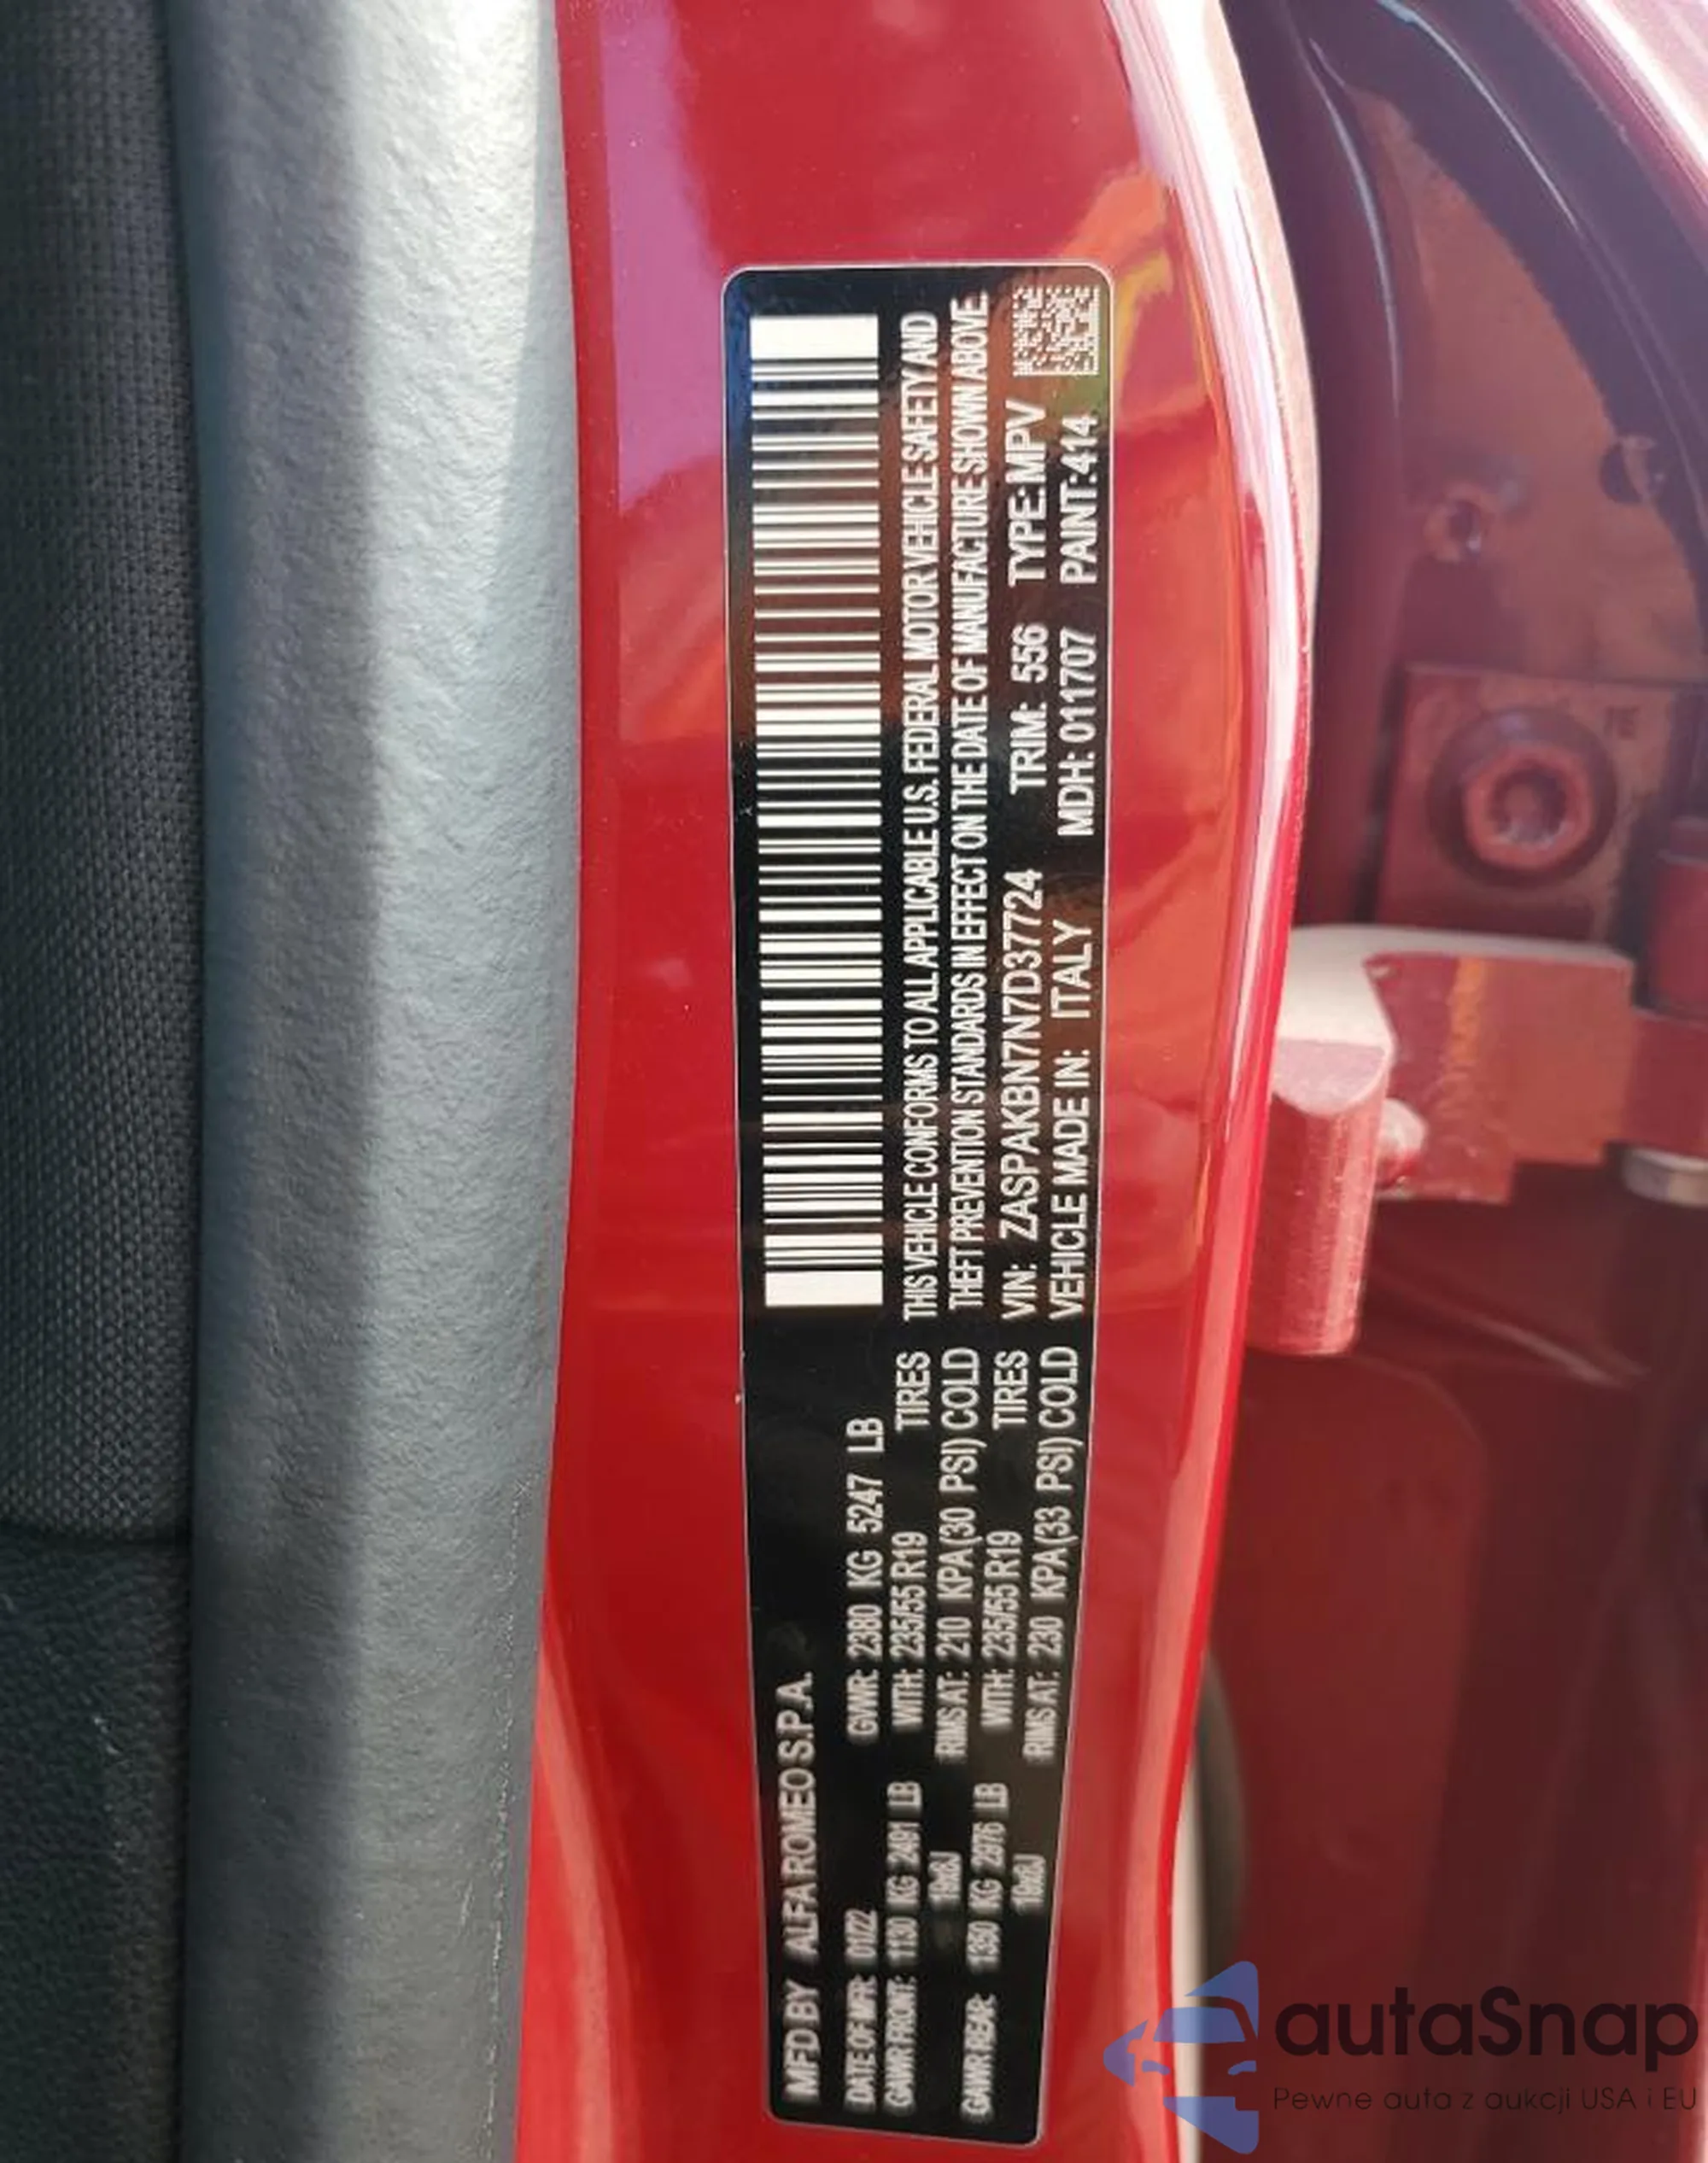 MFD BY ALFA ROMEO S.P.A.
DATE OF MFR: 01/22 GVWR: 2380 KG 5247 LB
GAWR FRONT: 1130 KG 2491 LB WITH: 235/55 R19 TIRES
19x8J RIMS AT: 210 KPA(30 PSI) COLD
GAWR REAR: 1350 KG 2976 LB WITH: 235/55 R19 TIRES
19x8J RIMS AT: 230 KPA(33 PSI) COLD
THIS VEHICLE CONFORMS TO ALL APPLICABLE U.S. FEDERAL MOTOR VEHICLE SAFETY AND
THEFT PREVENTION STANDARDS IN EFFECT ON THE DATE OF MANUFACTURE SHOWN ABOVE.
VIN: ZASPAKBN7N7D37724 TRIM: 556 TYPE:MPV
VEHICLE MADE IN: ITALY MDH: 011707 PAINT:414
autaSnap
Pewne auta z aukcji USA i EU